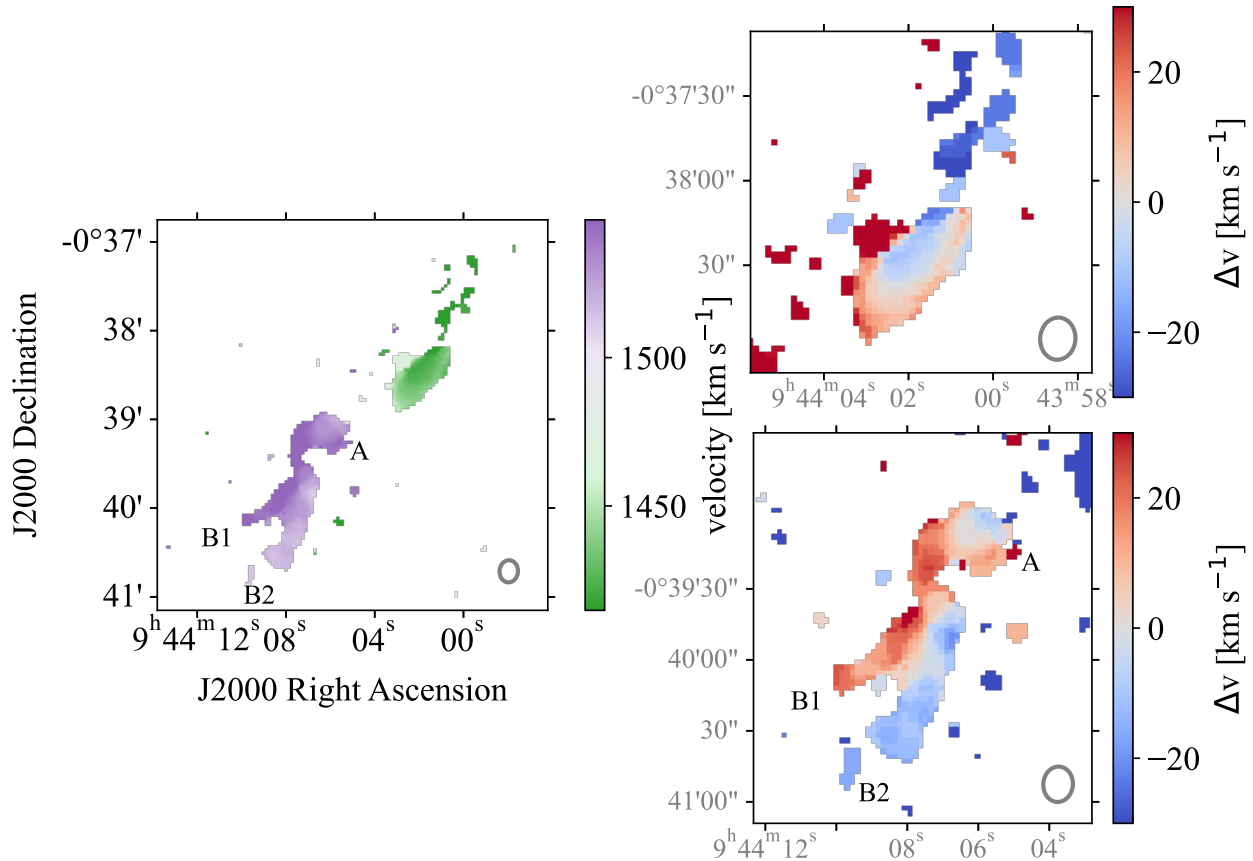 -0°37'
38'
39'
40'
41'
J2000 Declination
9ʰ44ᵐ12ˢ
08ˢ
04ˢ
00ˢ
J2000 Right Ascension
A
B1
B2
1500
1450
velocity [km s⁻¹]
-0°37'30"
38'00"
30"
9ʰ44ᵐ04ˢ
02ˢ
00ˢ
43ᵐ58ˢ
20
0
−20
Δv [km s⁻¹]
-0°39'30"
40'00"
30"
41'00"
9ʰ44ᵐ12ˢ
08ˢ
06ˢ
04ˢ
A
B1
B2
20
0
−20
Δv [km s⁻¹]